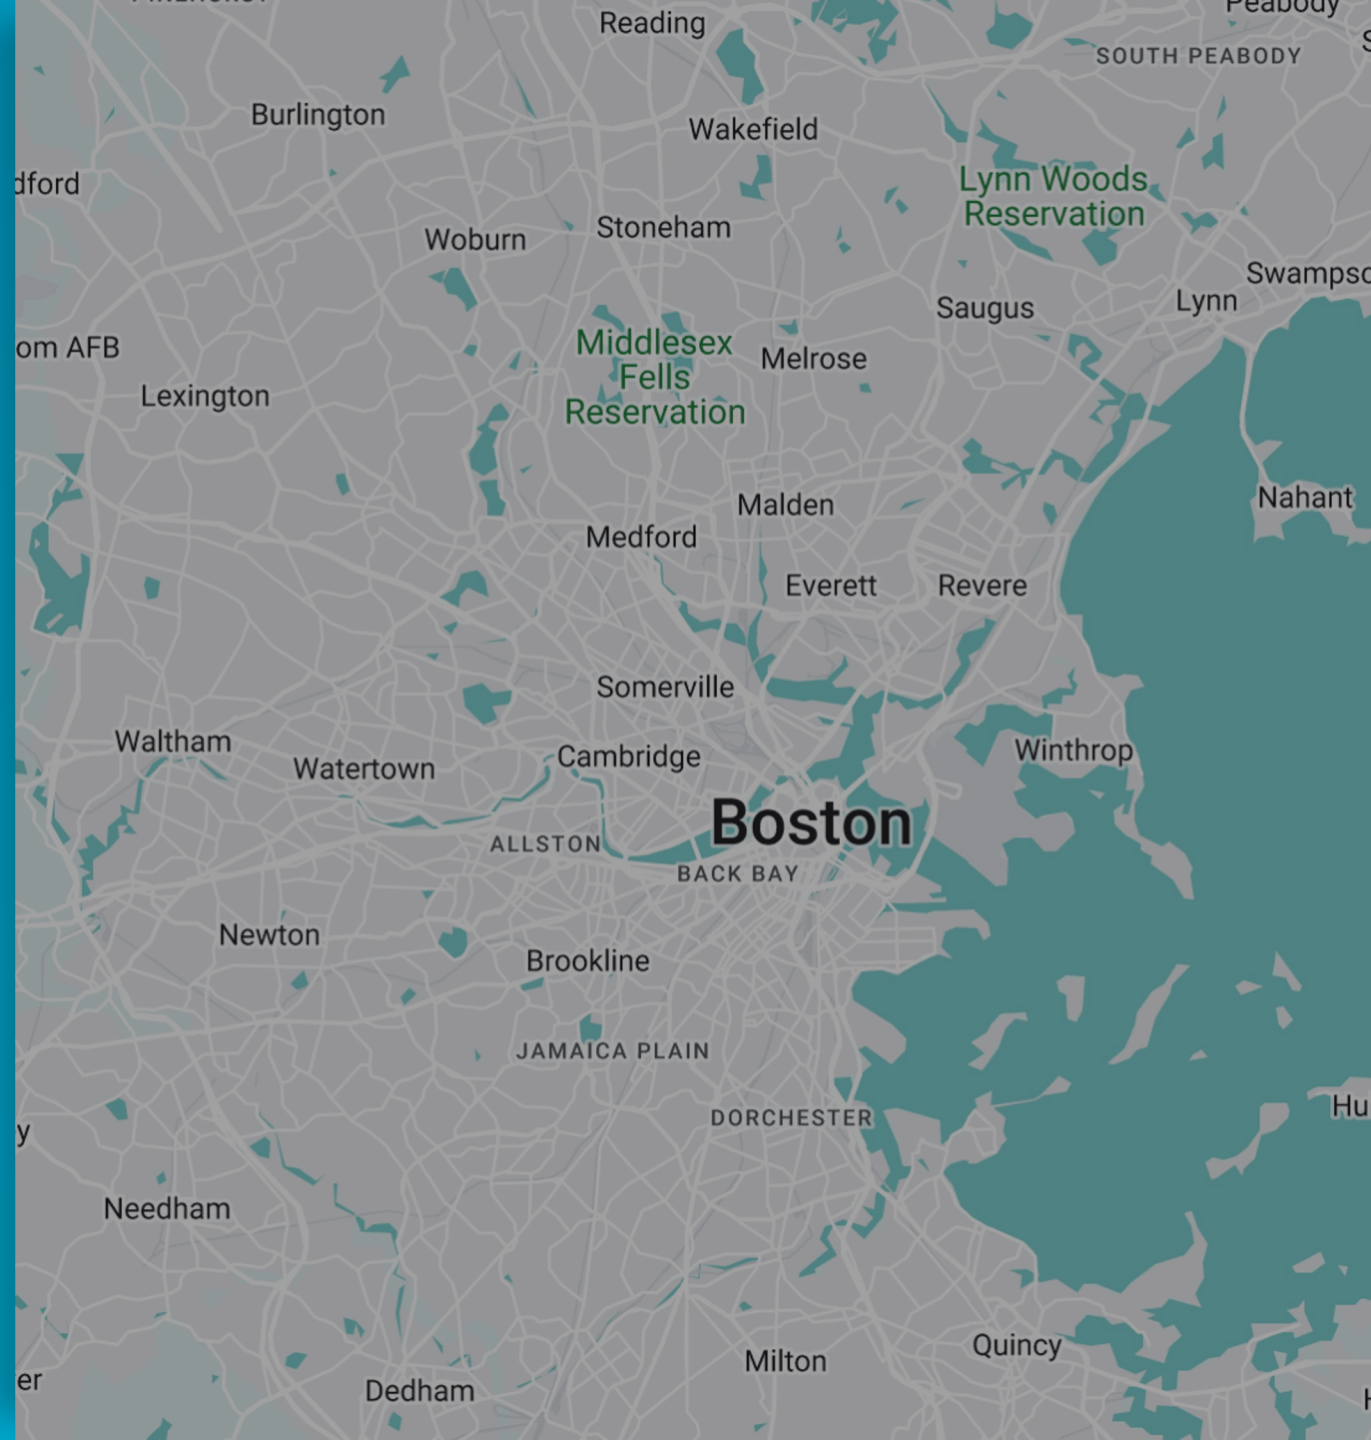 Reading
Peabody
SOUTH PEABODY
Burlington
Wakefield
dford
Lynn Woods
Reservation
Stoneham
Woburn
Swampsc
Lynn
Saugus
om AFB
Middlesex
Fells
Reservation
Melrose
Lexington
Nahant
Malden
Medford
Everett
Revere
Somerville
Waltham
Winthrop
Cambridge
Watertown
Boston
ALLSTON
BACK BAY
Newton
Brookline
JAMAICA PLAIN
Hu
DORCHESTER
y
Needham
Quincy
Milton
er
Dedham